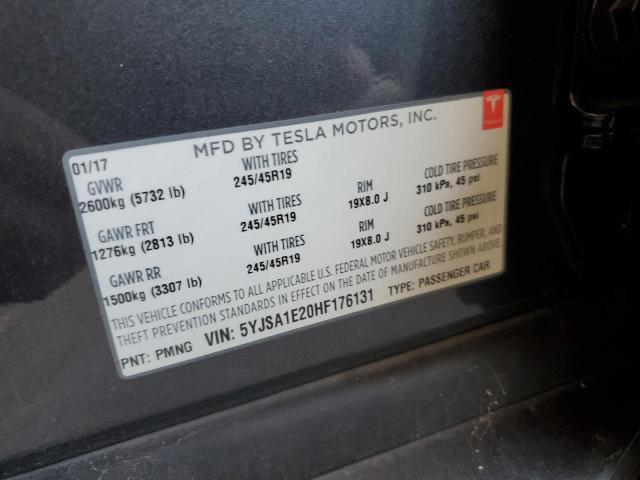 MFD BY TESLA MOTORS, INC.
TESLA
01/17
GVWR WITH TIRES COLD TIRE PRESSURE
2600kg (5732 lb) 245/45R19 RIM 310 kPa, 45 psi
GAWR FRT WITH TIRES 19X8.0 J COLD TIRE PRESSURE
1276kg (2813 lb) 245/45R19 RIM 310 kPa, 45 psi
GAWR RR WITH TIRES 19X8.0 J
1500kg (3307 lb) 245/45R19
THIS VEHICLE CONFORMS TO ALL APPLICABLE U.S. FEDERAL MOTOR VEHICLE SAFETY, BUMPER, AND
THEFT PREVENTION STANDARDS IN EFFECT ON THE DATE OF MANUFACTURE SHOWN ABOVE.
PNT: PMNG VIN: 5YJSA1E20HF176131 TYPE: PASSENGER CAR